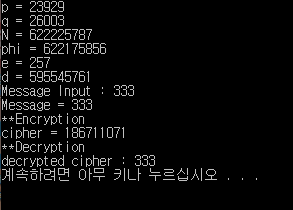 p = 23929
q = 26003
N = 622225787
phi = 622175856
e = 257
d = 595545761
Message Input : 333
Message = 333
**Encryption
cipher = 186711071
**Decryption
decrypted cipher : 333
계속하려면 아무 키나 누르십시오 . . .